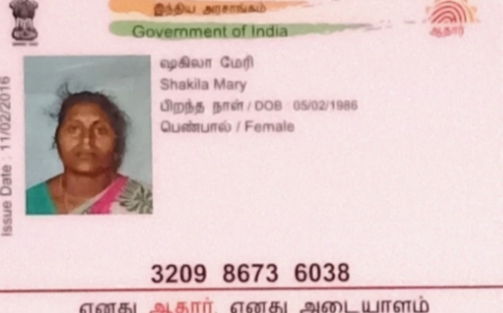 இந்திய அரசாங்கம்
Government of India
ஆதார்
ஷகிலா மேரி
Shakila Mary
பிறந்த நாள் / DOB : 05/02/1986
பெண்பால் / Female
Issue Date : 11/02/2016
3209 8673 6038
எனது ஆதார், எனது அடையாளம்